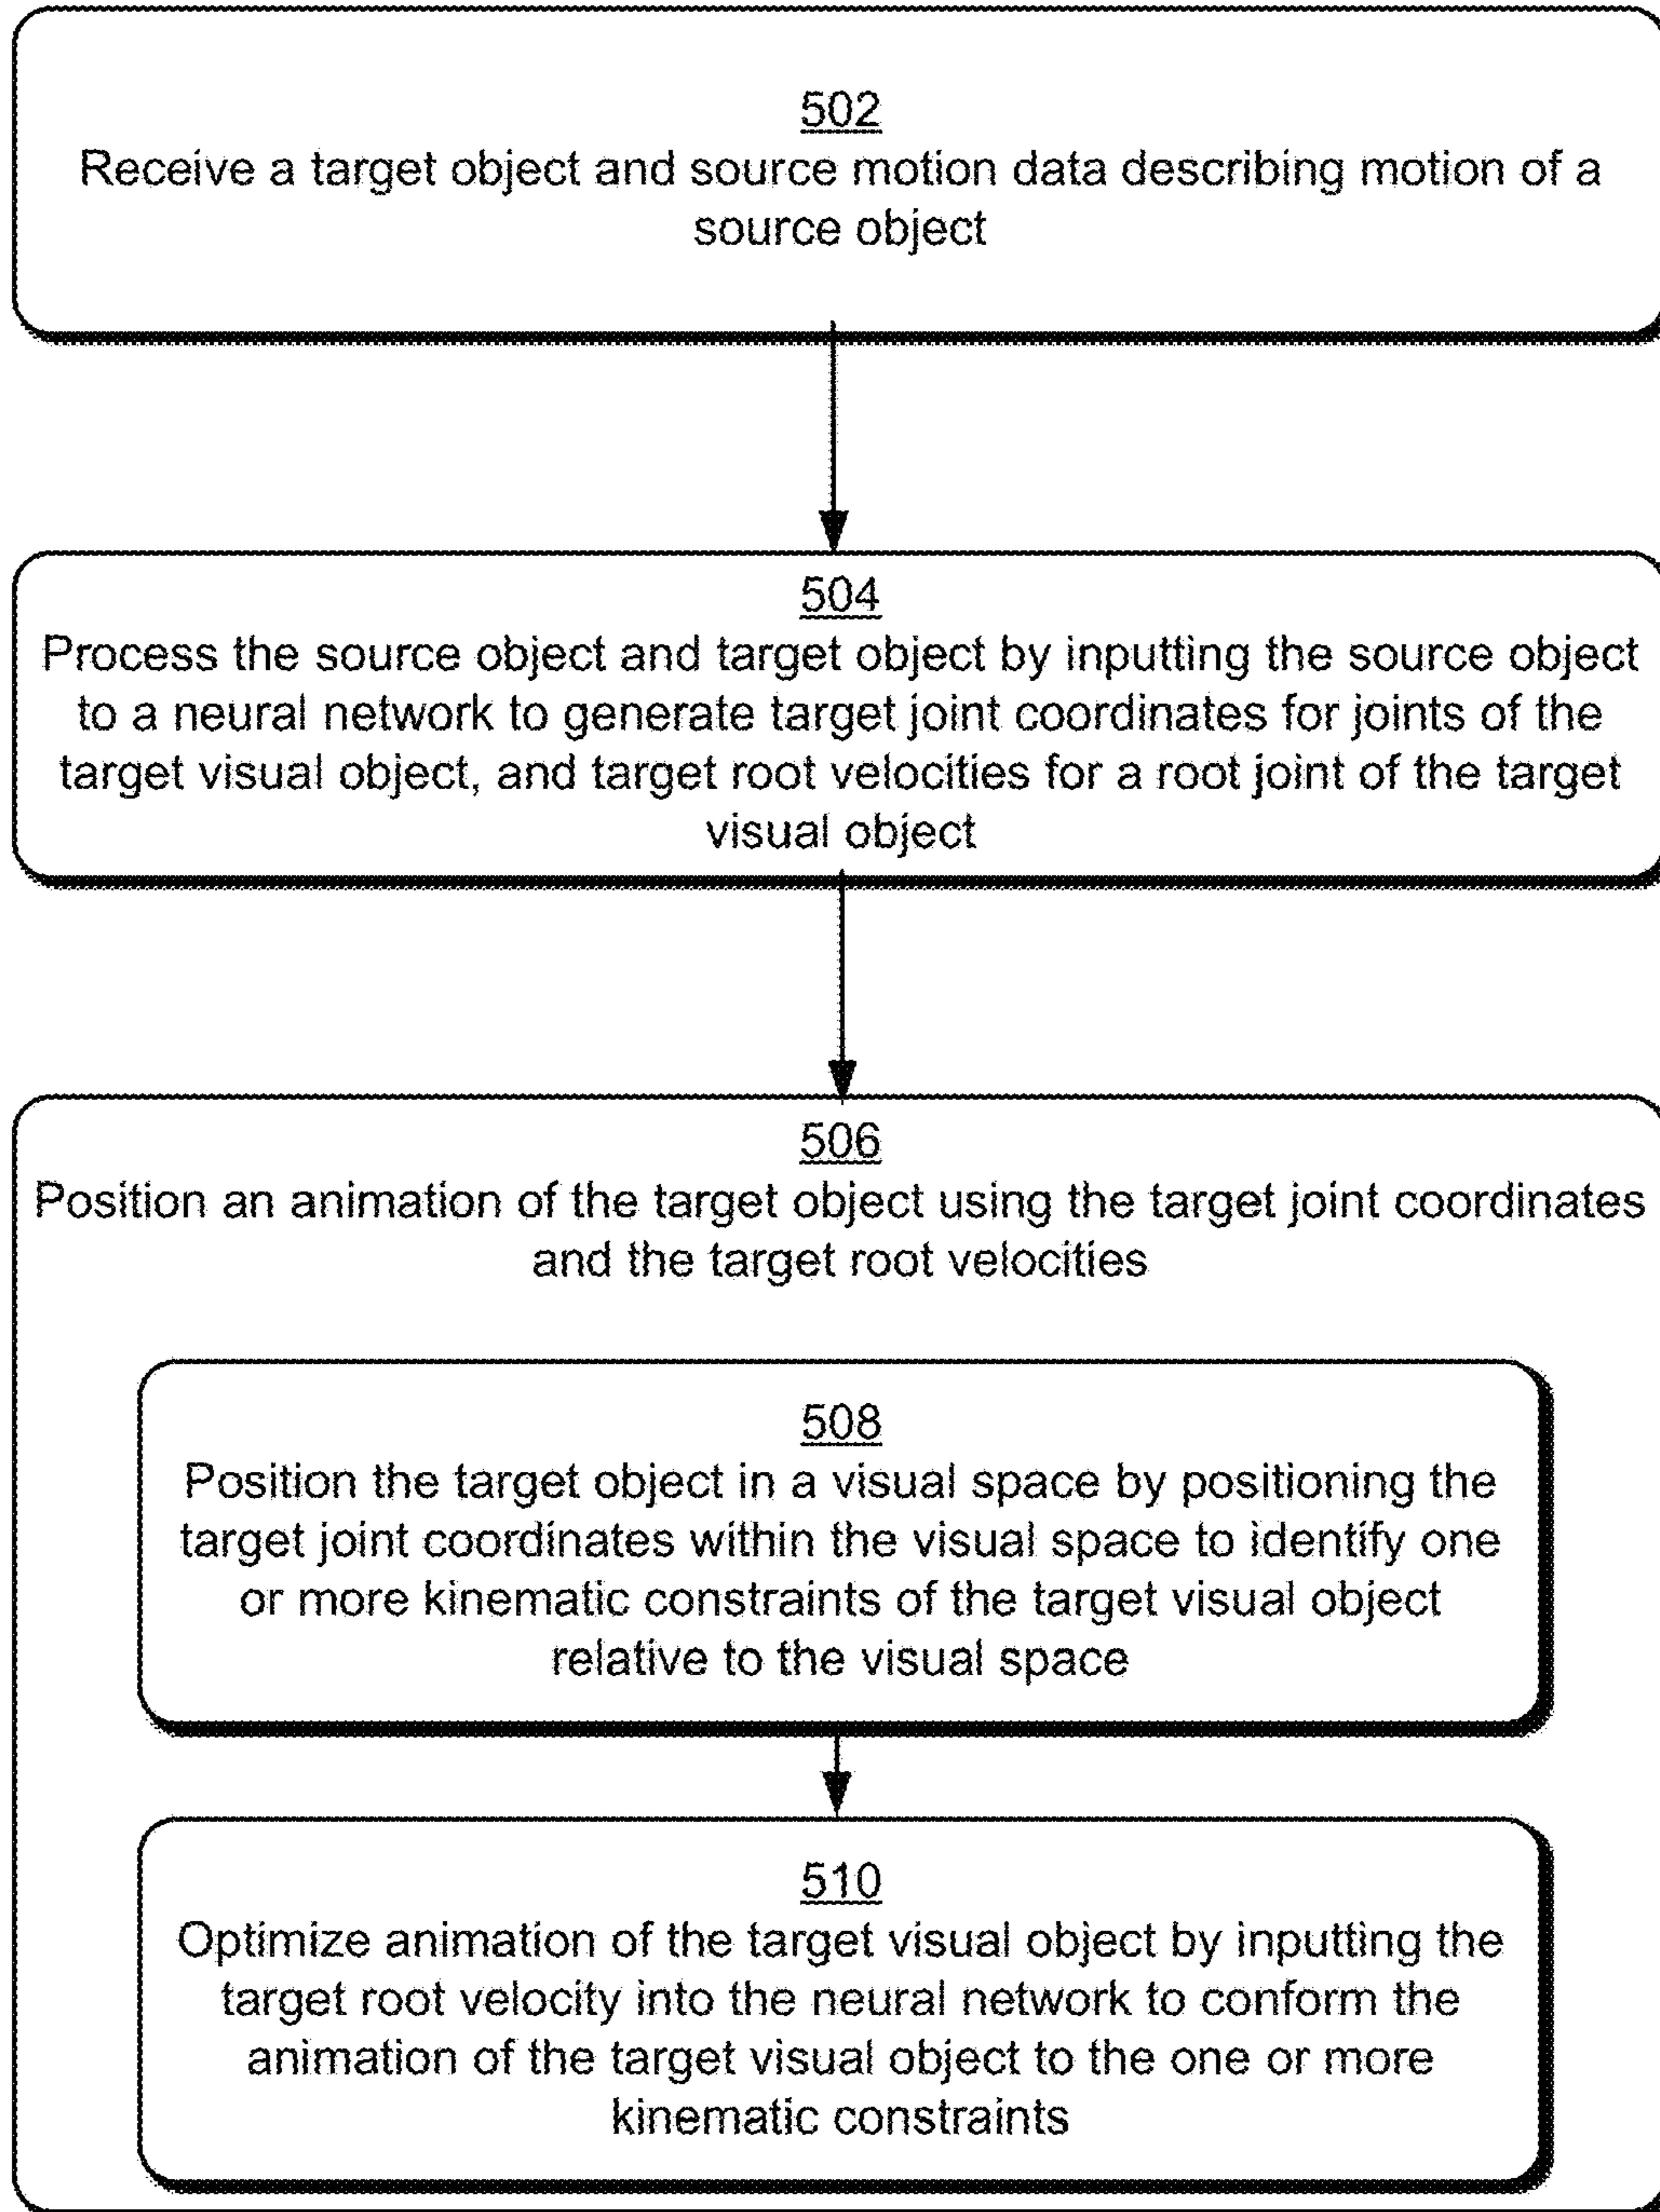 502
Receive a target object and source motion data describing motion of a
source object
504
Process the source object and target object by inputting the source object
to a neural network to generate target joint coordinates for joints of the
target visual object, and target root velocities for a root joint of the target
visual object
506
Position an animation of the target object using the target joint coordinates
and the target root velocities
508
Position the target object in a visual space by positioning the
target joint coordinates within the visual space to identify one
or more kinematic constraints of the target visual object
relative to the visual space
510
Optimize animation of the target visual object by inputting the
target root velocity into the neural network to conform the
animation of the target visual object to the one or more
kinematic constraints